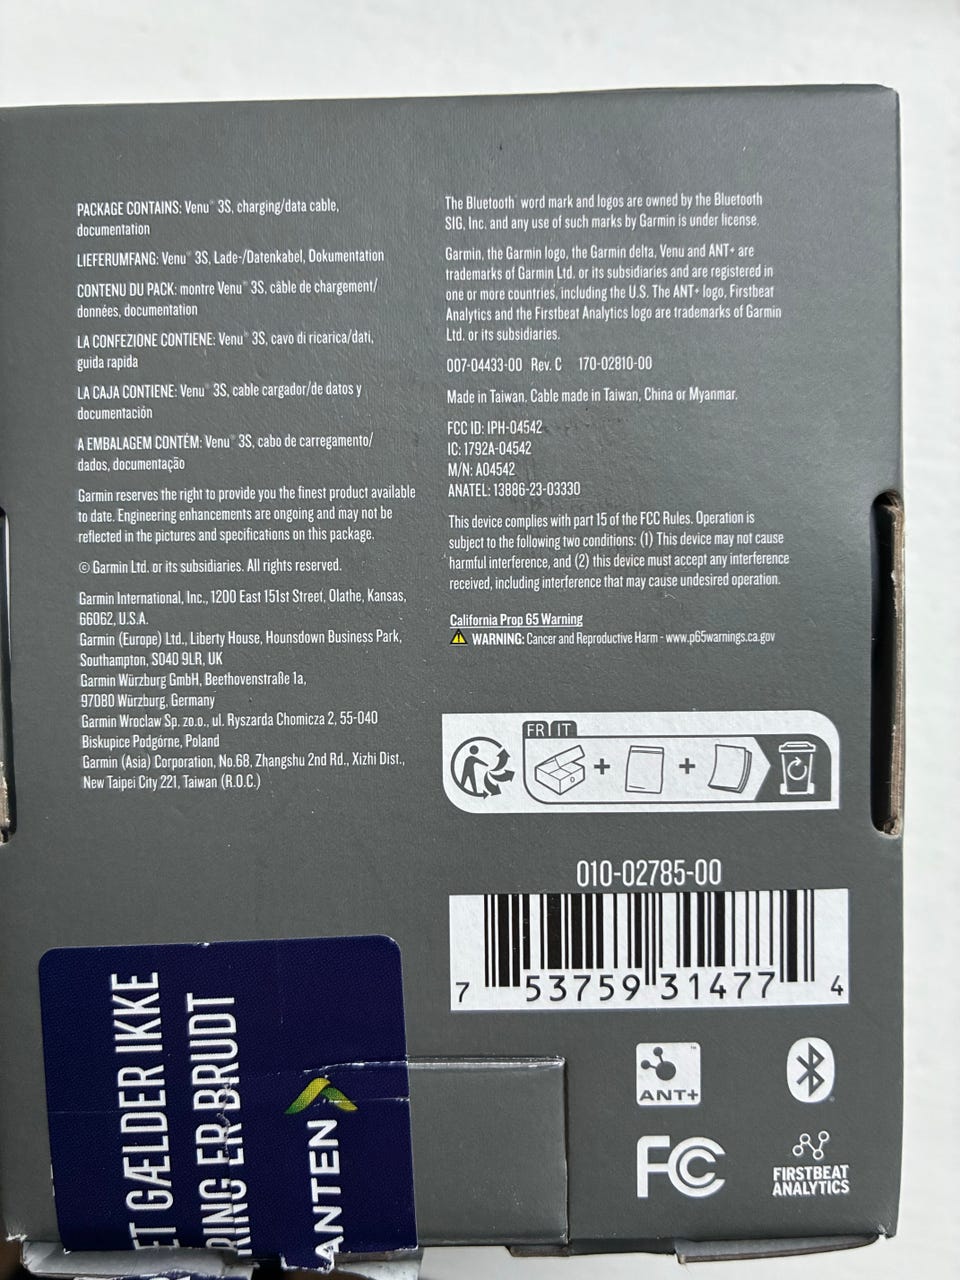 PACKAGE CONTAINS: Venu® 3S, charging/data cable,
documentation
LIEFERUMFANG: Venu® 3S, Lade-/Datenkabel, Dokumentation
CONTENU DU PACK: montre Venu® 3S, câble de chargement/
données, documentation
LA CONFEZIONE CONTIENE: Venu® 3S, cavo di ricarica/dati,
guida rapida
LA CAJA CONTIENE: Venu® 3S, cable cargador/de datos y
documentación
A EMBALAGEM CONTÉM: Venu® 3S, cabo de carregamento/
dados, documentação
Garmin reserves the right to provide you the finest product available
to date. Engineering enhancements are ongoing and may not be
reflected in the pictures and specifications on this package.
© Garmin Ltd. or its subsidiaries. All rights reserved.
Garmin International, Inc., 1200 East 151st Street, Olathe, Kansas,
66062, U.S.A.
Garmin (Europe) Ltd., Liberty House, Hounsdown Business Park,
Southampton, SO40 9LR, UK
Garmin Würzburg GmbH, Beethovenstraße 1a,
97080 Würzburg, Germany
Garmin Wroclaw Sp. zo.o., ul. Ryszarda Chomicza 2, 55-040
Biskupice Podgórne, Poland
Garmin (Asia) Corporation, No.68, Zhangshu 2nd Rd., Xizhi Dist.,
New Taipei City 221, Taiwan (R.O.C.)
The Bluetooth® word mark and logos are owned by the Bluetooth
SIG, Inc. and any use of such marks by Garmin is under license.
Garmin, the Garmin logo, the Garmin delta, Venu and ANT+ are
trademarks of Garmin Ltd. or its subsidiaries and are registered in
one or more countries, including the U.S. The ANT+ logo, Firstbeat
Analytics and the Firstbeat Analytics logo are trademarks of Garmin
Ltd. or its subsidiaries.
007-04433-00 Rev. C 170-02810-00
Made in Taiwan. Cable made in Taiwan, China or Myanmar.
FCC ID: IPH-04542
IC: 1792A-04542
M/N: A04542
ANATEL: 13886-23-03330
This device complies with part 15 of the FCC Rules. Operation is
subject to the following two conditions: (1) This device may not cause
harmful interference, and (2) this device must accept any interference
received, including interference that may cause undesired operation.
California Prop 65 Warning
WARNING: Cancer and Reproductive Harm - www.p65warnings.ca.gov
FR IT
010-02785-00
7 53759 31477 4
ANT+
FC
FIRSTBEAT
ANALYTICS
ET GÆLDER IKKE
RING ER BRUDT
ANTEN